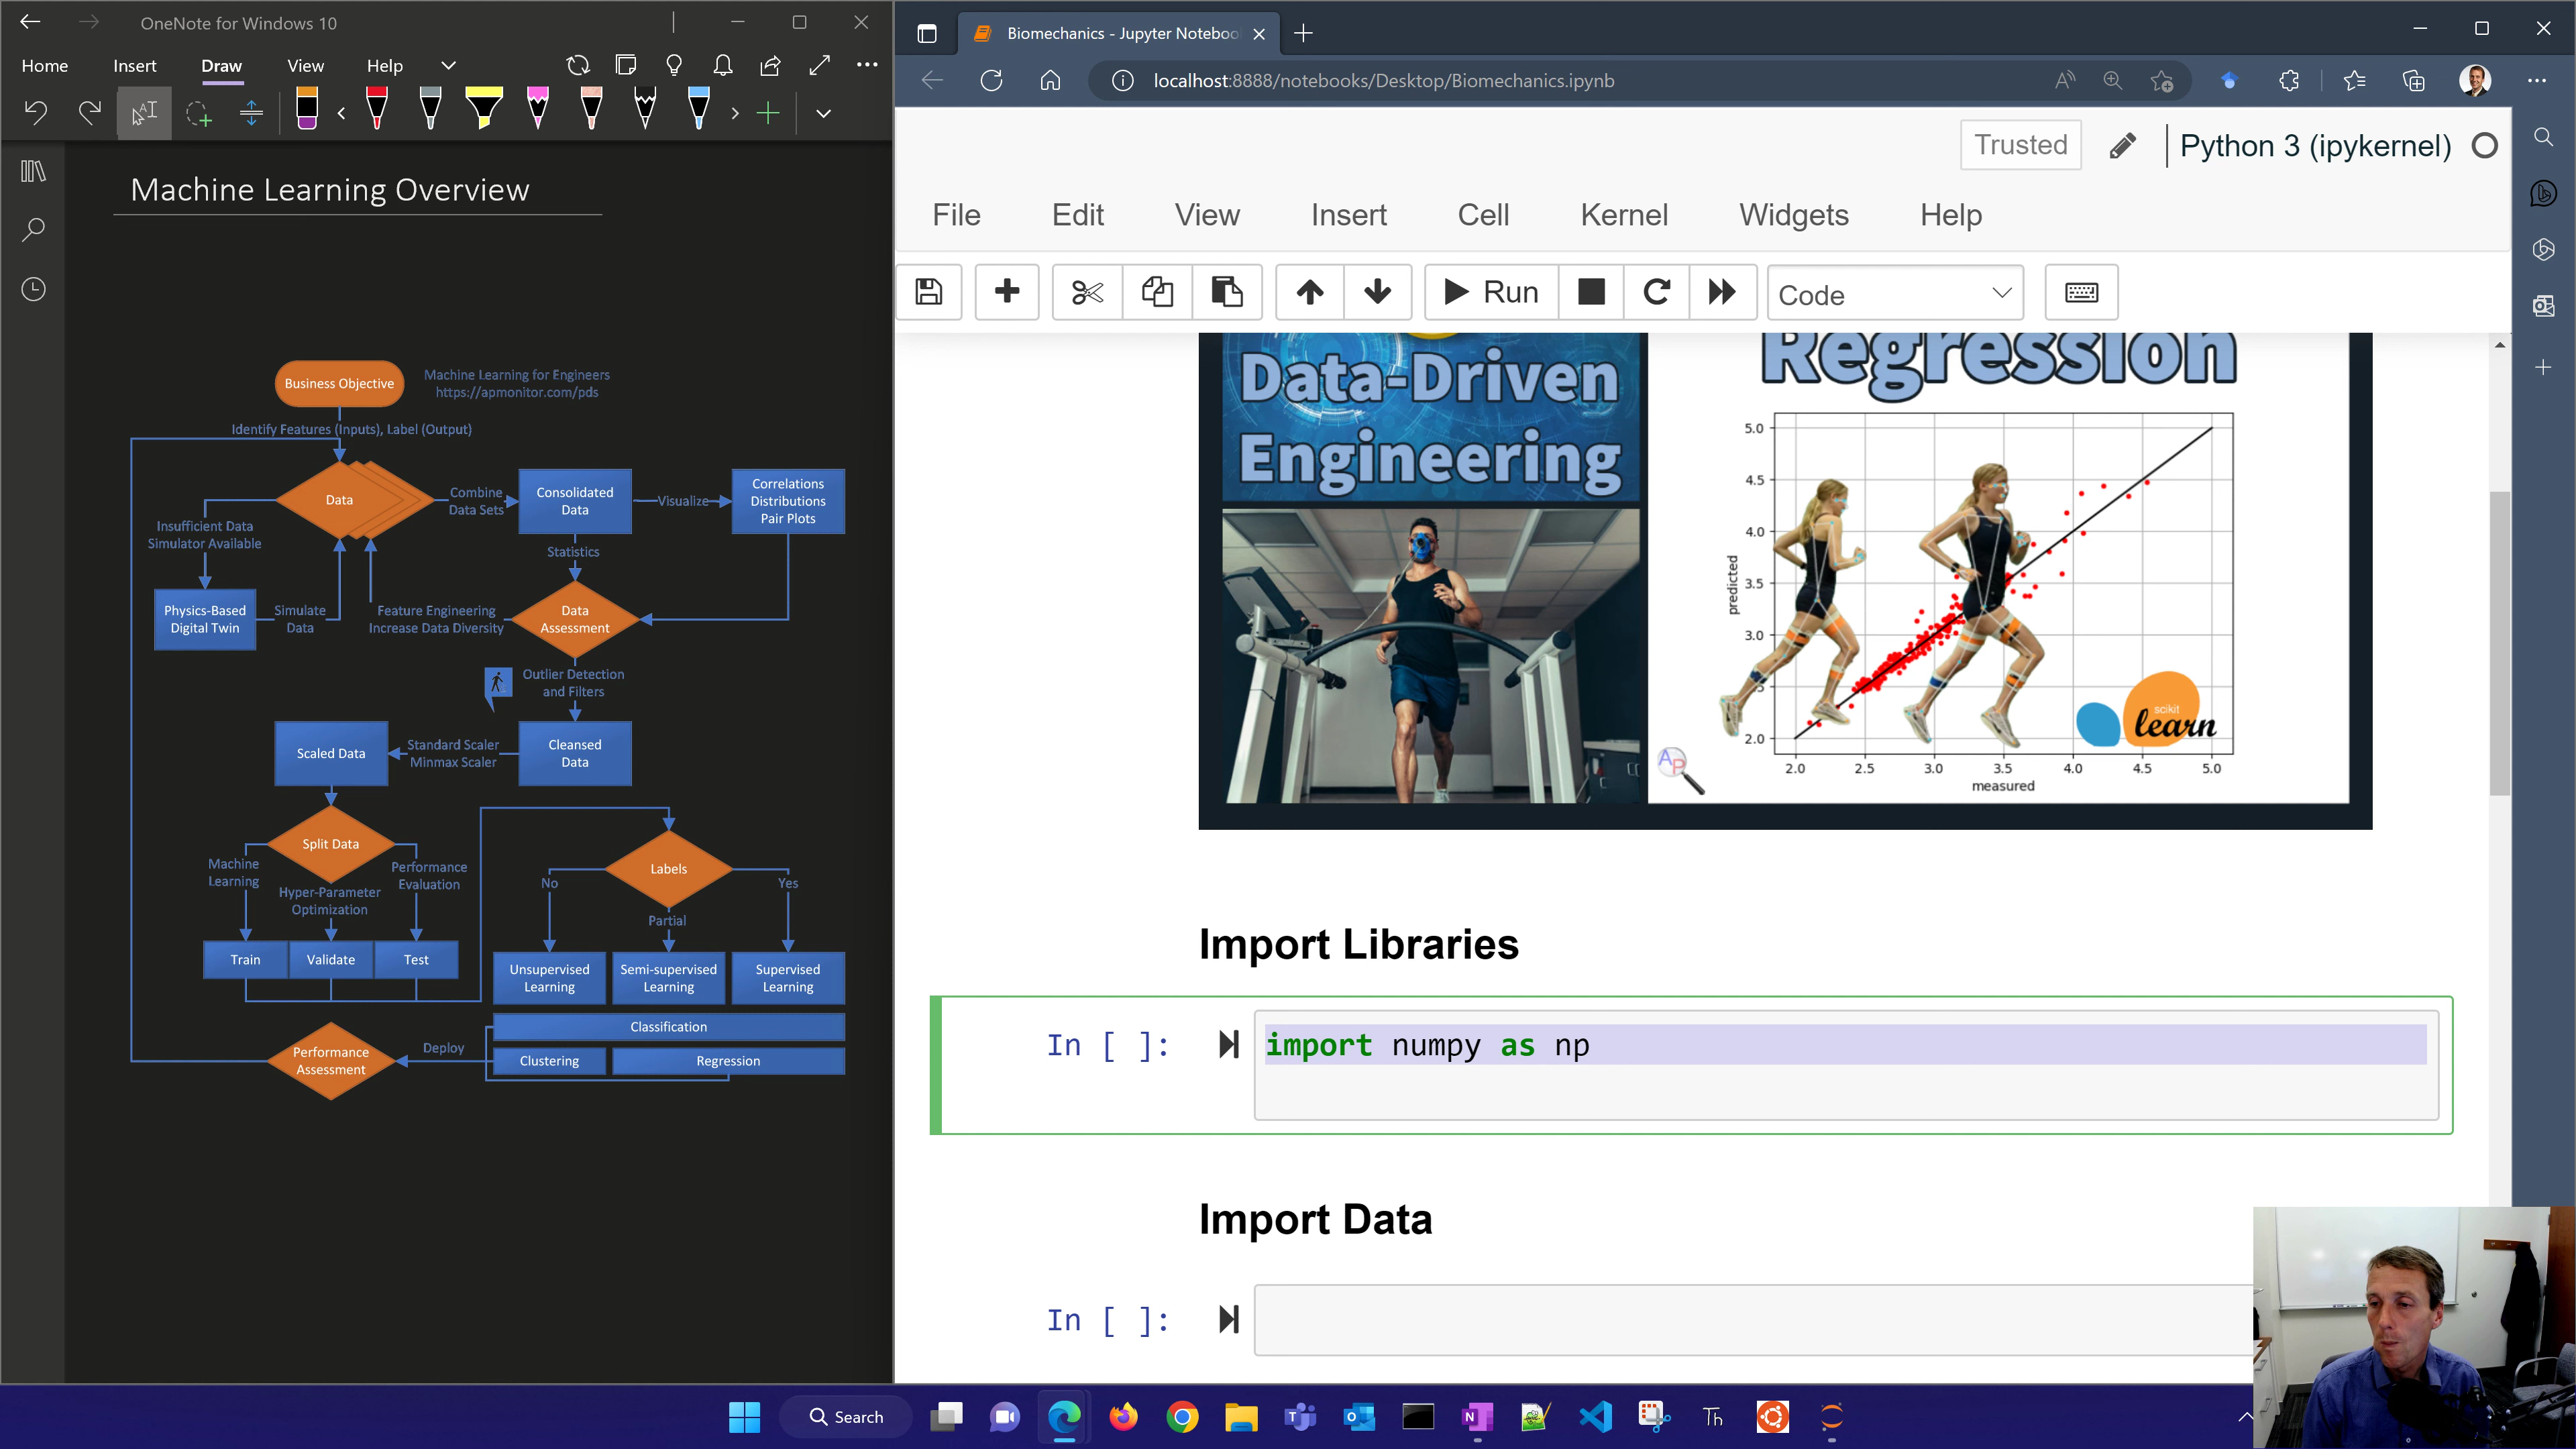 OneNote for Windows 10
Home Insert Draw View Help
Machine Learning Overview
Business Objective
Machine Learning for Engineers
https://apmonitor.com/pds
Identify Features (Inputs), Label (Output)
Data
Combine
Data Sets
Consolidated
Data
Visualize
Correlations
Distributions
Pair Plots
Insufficient Data
Simulator Available
Statistics
Physics-Based
Digital Twin
Simulate
Data
Feature Engineering
Increase Data Diversity
Data
Assessment
Outlier Detection
and Filters
Scaled Data
Standard Scaler
Minmax Scaler
Cleansed
Data
Split Data
Machine
Learning
Hyper-Parameter
Optimization
Performance
Evaluation
Labels
No
Partial
Yes
Train
Validate
Test
Unsupervised
Learning
Semi-supervised
Learning
Supervised
Learning
Classification
Clustering
Regression
Deploy
Performance
Assessment
Biomechanics - Jupyter Noteboo
localhost:8888/notebooks/Desktop/Biomechanics.ipynb
Trusted
Python 3 (ipykernel)
File Edit View Insert Cell Kernel Widgets Help
Run
Code
Data-Driven
Engineering
Regression
5.0
4.5
4.0
3.5
3.0
2.0
predicted
2.0 2.5 3.0 3.5 4.0 4.5 5.0
measured
scikit
learn
AP
Import Libraries
In [ ]:
import numpy as np
Import Data
In [ ]:
Search
Th